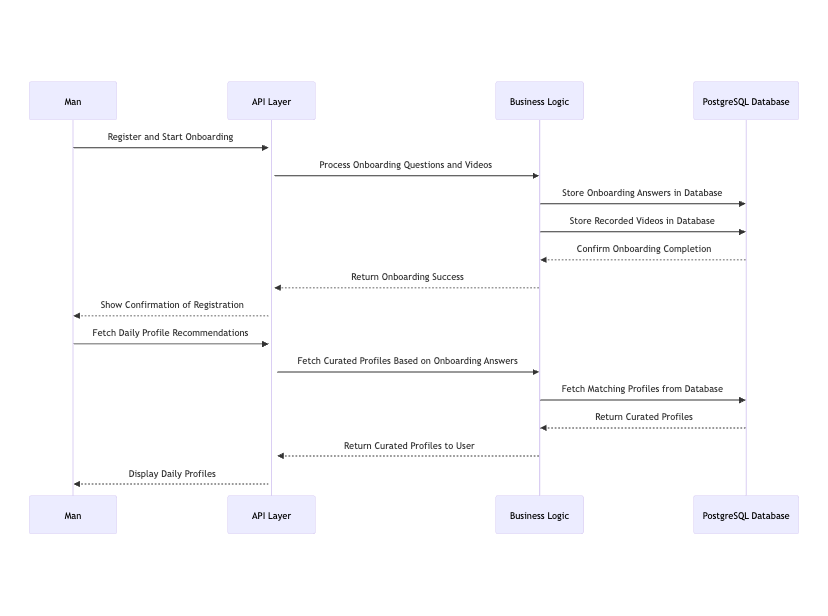 Man
API Layer
Business Logic
PostgreSQL Database
Register and Start Onboarding
Process Onboarding Questions and Videos
Store Onboarding Answers in Database
Store Recorded Videos in Database
Confirm Onboarding Completion
Return Onboarding Success
Show Confirmation of Registration
Fetch Daily Profile Recommendations
Fetch Curated Profiles Based on Onboarding Answers
Fetch Matching Profiles from Database
Return Curated Profiles
Return Curated Profiles to User
Display Daily Profiles
Man
API Layer
Business Logic
PostgreSQL Database